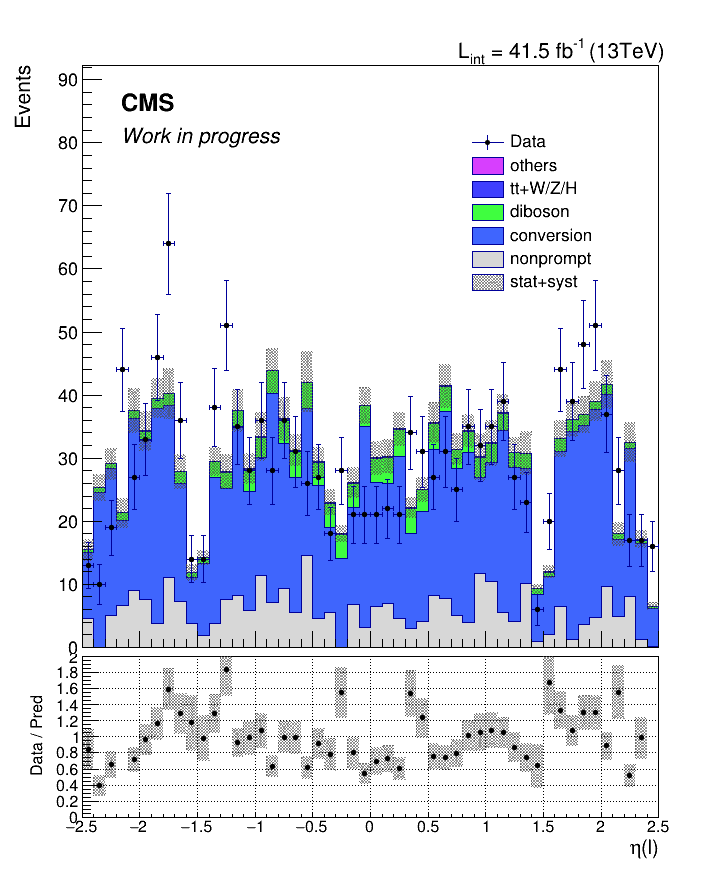 L_int = 41.5 fb^-1 (13TeV)
Events
90
80
70
60
50
40
30
20
10
0
CMS
Work in progress
Data
others
tt+W/Z/H
diboson
conversion
nonprompt
stat+syst
Data / Pred
2
1.8
1.6
1.4
1.2
1
0.8
0.6
0.4
0.2
0
−2.5 −2 −1.5 −1 −0.5 0 0.5 1 1.5 2 2.5
η(l)